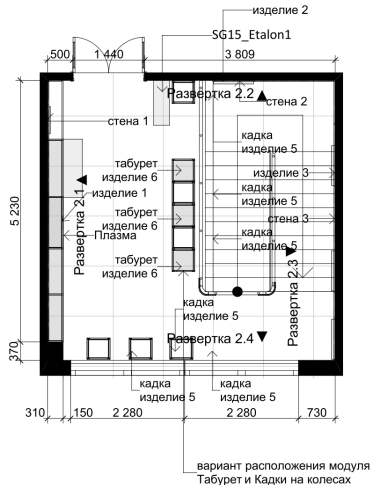 изделие 2
SG15_Etalon1
500
1 440
3 809
Развертка 2.2
стена 2
стена 1
кадка
изделие 5
табурет
изделие 6
изделие 3
кадка
изделие 5
изделие 1
5 230
Развертка 2.1
табурет
изделие 6
стена 3
Плазма
кадка
изделие 5
табурет
изделие 6
Развертка 2.3
кадка
изделие 5
Развертка 2.4
370
кадка
изделие 5
кадка
изделие 5
310
150
2 280
2 280
730
вариант расположения модуля
Табурет и Кадки на колесах